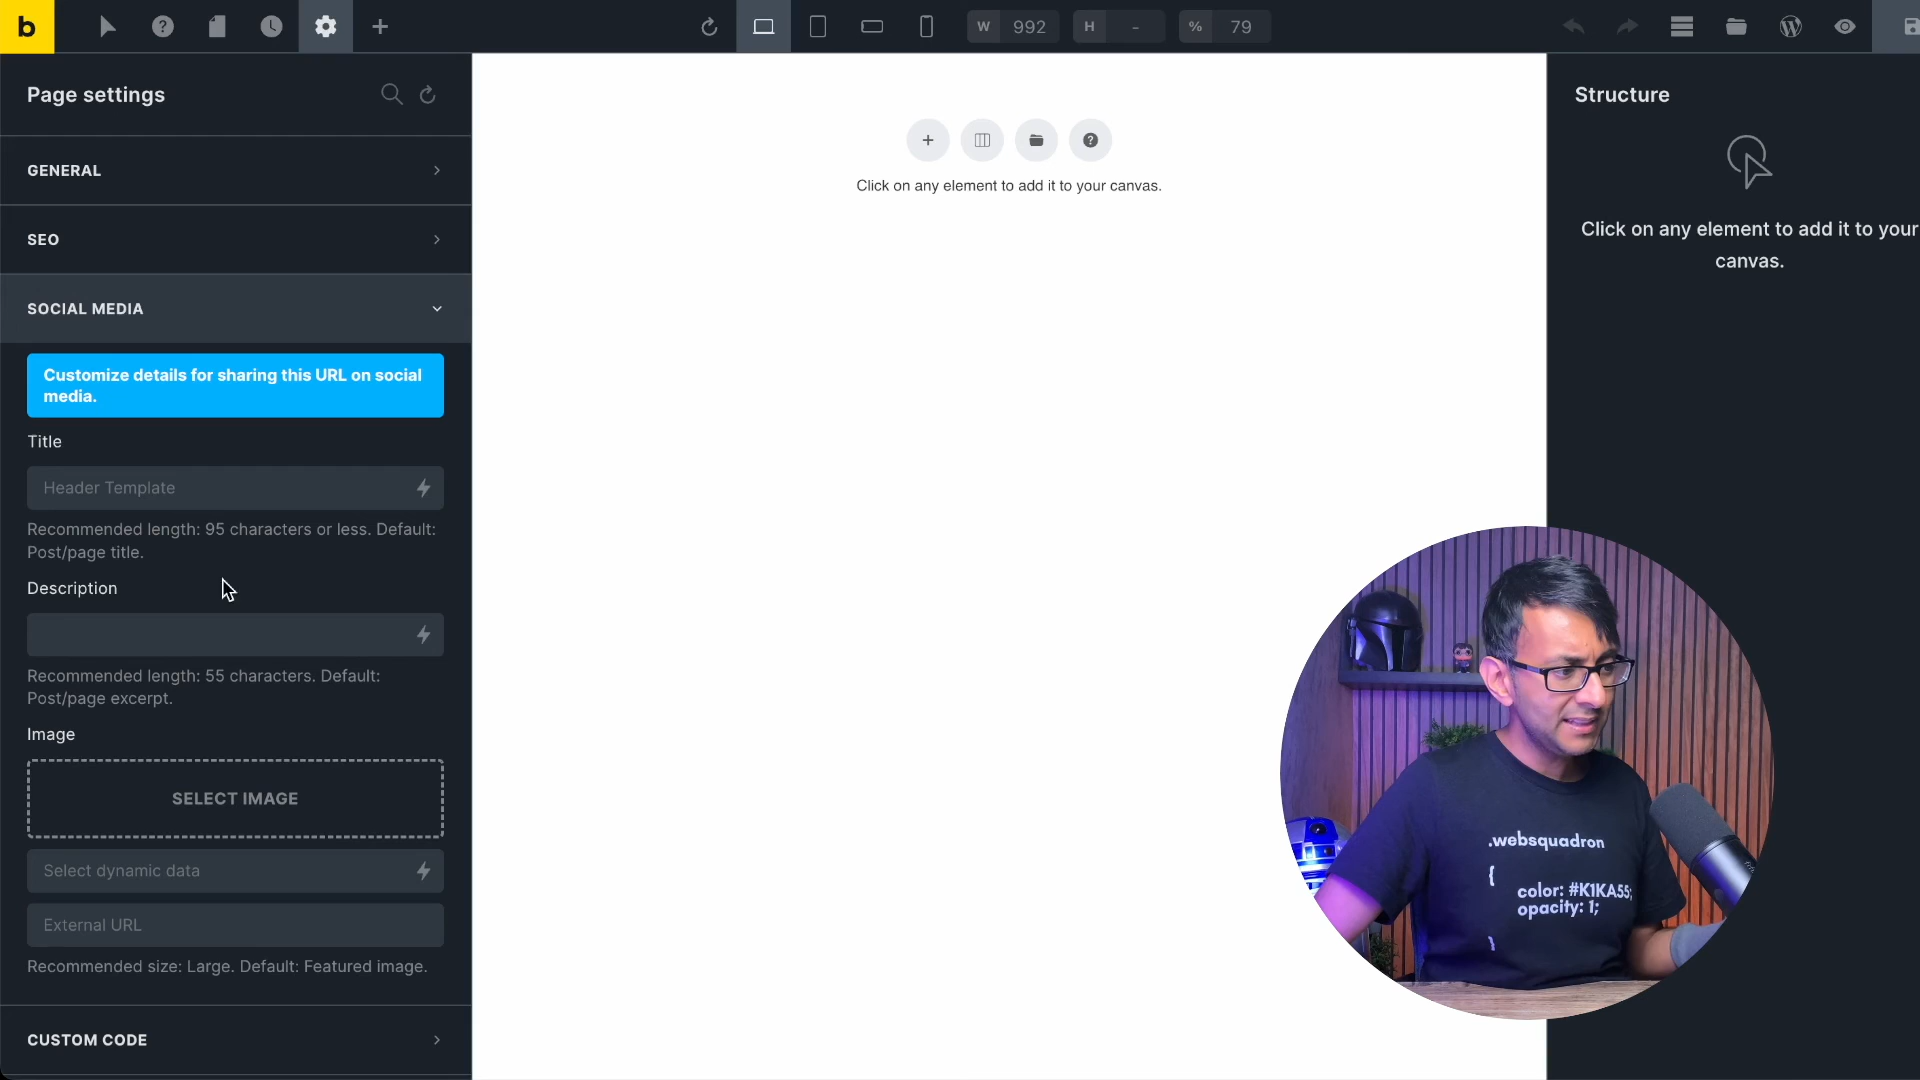 b
W 992 H - % 79
Page settings
GENERAL
SEO
SOCIAL MEDIA
Customize details for sharing this URL on social
media.
Title
Header Template
Recommended length: 95 characters or less. Default:
Post/page title.
Description
Recommended length: 55 characters. Default:
Post/page excerpt.
Image
SELECT IMAGE
Select dynamic data
External URL
Recommended size: Large. Default: Featured image.
CUSTOM CODE
Click on any element to add it to your canvas.
Structure
Click on any element to add it to your
canvas.
.websquadron
{
color: #K1KA55;
opacity: 1;
}